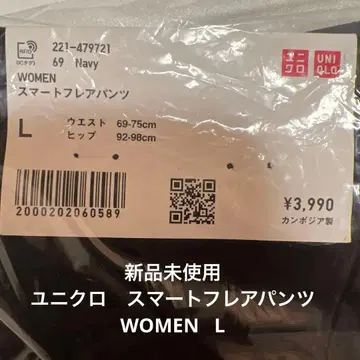 221-479721
69 Navy
WOMEN
スマートフレアパンツ
ユニクロ
UNIQLO
L
ウエスト 69-75cm
ヒップ 92-98cm
2000202060589
¥3,990
カンボジア製
新品未使用
ユニクロ スマートフレアパンツ
WOMEN L